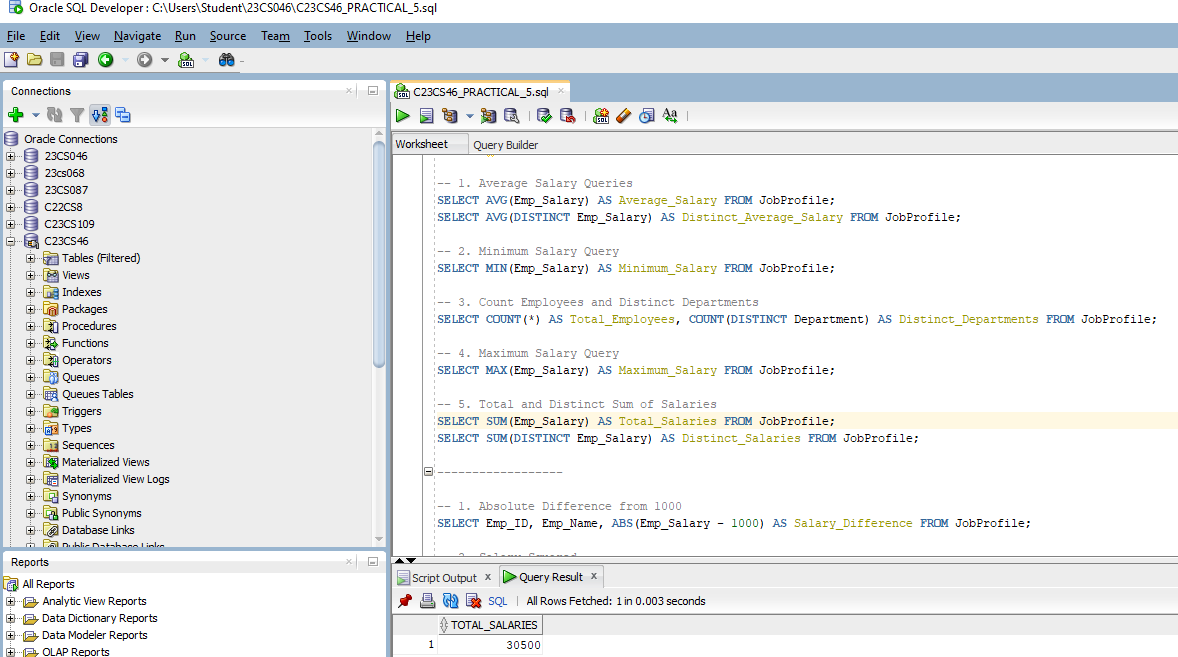 Oracle SQL Developer : C:\Users\Student\23CS046\C23CS46_PRACTICAL_5.sql
File Edit View Navigate Run Source Team Tools Window Help
Connections
Oracle Connections
23CS046
23cs068
23CS087
C22CS8
C23CS109
C23CS46
Tables (Filtered)
Views
Indexes
Packages
Procedures
Functions
Operators
Queues
Queues Tables
Triggers
Types
Sequences
Materialized Views
Materialized View Logs
Synonyms
Public Synonyms
Database Links
Public Database Links
Reports
All Reports
Analytic View Reports
Data Dictionary Reports
Data Modeler Reports
OLAP Reports
C23CS46_PRACTICAL_5.sql
Aa
Worksheet Query Builder
-- 1. Average Salary Queries
SELECT AVG(Emp_Salary) AS Average_Salary FROM JobProfile;
SELECT AVG(DISTINCT Emp_Salary) AS Distinct_Average_Salary FROM JobProfile;
-- 2. Minimum Salary Query
SELECT MIN(Emp_Salary) AS Minimum_Salary FROM JobProfile;
-- 3. Count Employees and Distinct Departments
SELECT COUNT(*) AS Total_Employees, COUNT(DISTINCT Department) AS Distinct_Departments FROM JobProfile;
-- 4. Maximum Salary Query
SELECT MAX(Emp_Salary) AS Maximum_Salary FROM JobProfile;
-- 5. Total and Distinct Sum of Salaries
SELECT SUM(Emp_Salary) AS Total_Salaries FROM JobProfile;
SELECT SUM(DISTINCT Emp_Salary) AS Distinct_Salaries FROM JobProfile;
------------------
-- 1. Absolute Difference from 1000
SELECT Emp_ID, Emp_Name, ABS(Emp_Salary - 1000) AS Salary_Difference FROM JobProfile;
-- 2. Salary Squared
Script Output Query Result
SQL All Rows Fetched: 1 in 0.003 seconds
TOTAL_SALARIES
1 30500